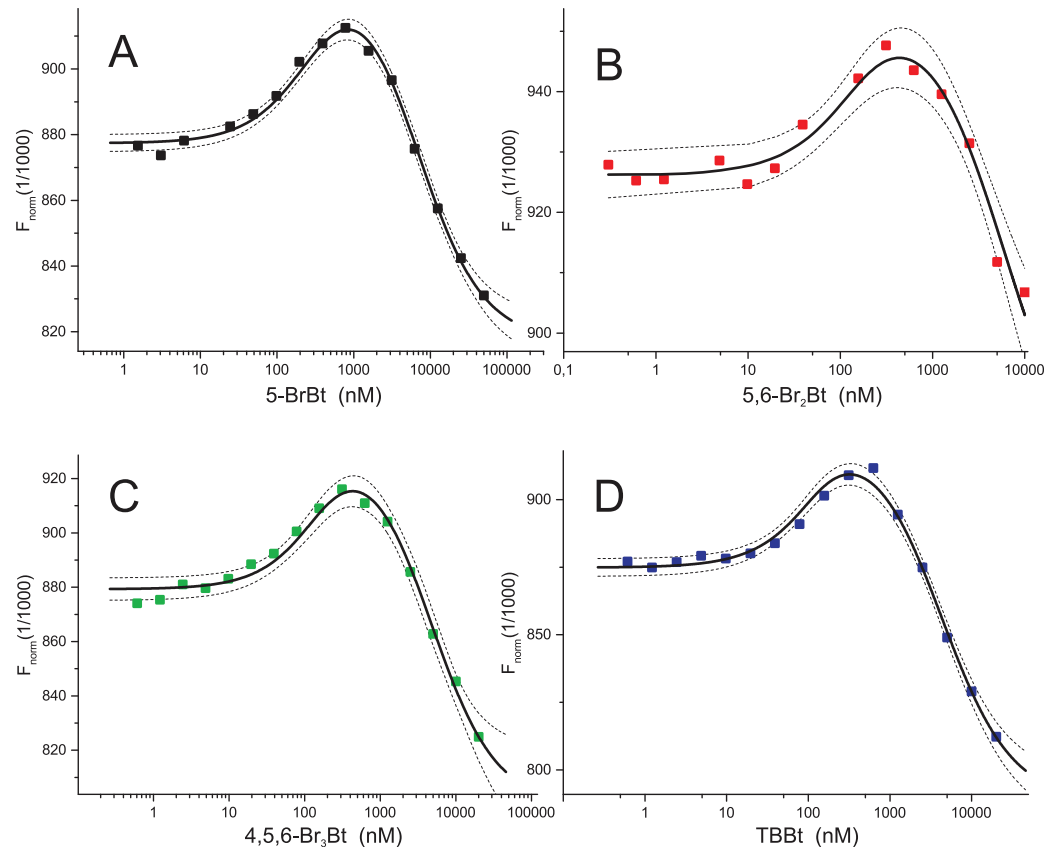 A
F_norm(1/1000)
900
880
860
840
820
1 10 100 1000 10000 100000
5-BrBt (nM)
B
F_norm(1/1000)
940
920
900
0,1 1 10 100 1000 10000
5,6-Br₂Bt (nM)
C
F_norm(1/1000)
920
900
880
860
840
820
1 10 100 1000 10000
4,5,6-Br₃Bt (nM)
D
F_norm(1/1000)
900
850
800
1 10 100 1000 10000
TBBt (nM)